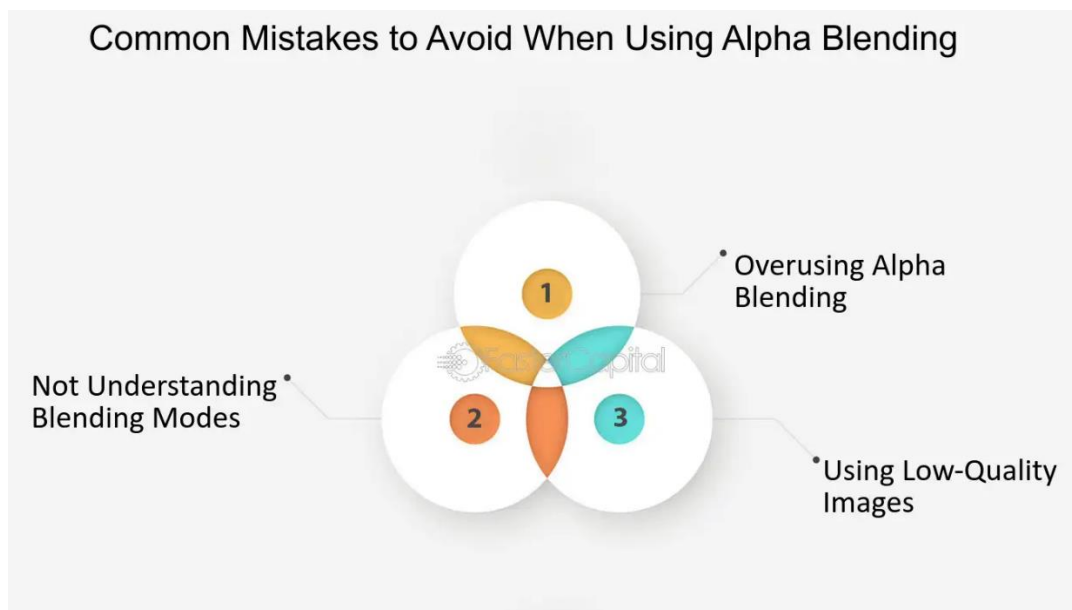 Common Mistakes to Avoid When Using Alpha Blending
1
Overusing Alpha
Blending
FasterCapital
Not Understanding
Blending Modes
2
3
Using Low-Quality
Images